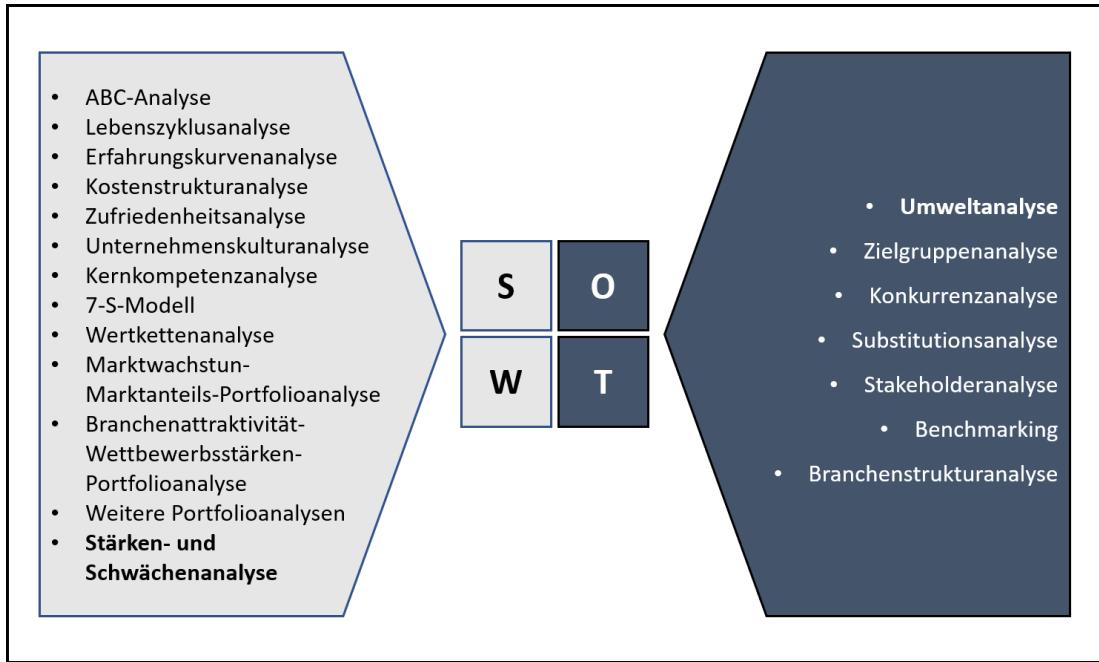 • ABC-Analyse
• Lebenszyklusanalyse
• Erfahrungskurvenanalyse
• Kostenstrukturanalyse
• Zufriedenheitsanalyse
• Unternehmenskulturanalyse
• Kernkompetenzanalyse
• 7-S-Modell
• Wertkettenanalyse
• Marktwachstun-
Marktanteils-Portfolioanalyse
• Branchenattraktivität-
Wettbewerbsstärken-
Portfolioanalyse
• Weitere Portfolioanalysen
• Stärken- und
Schwächenanalyse
S O
W T
• Umweltanalyse
• Zielgruppenanalyse
• Konkurrenzanalyse
• Substitutionsanalyse
• Stakeholderanalyse
• Benchmarking
• Branchenstrukturanalyse